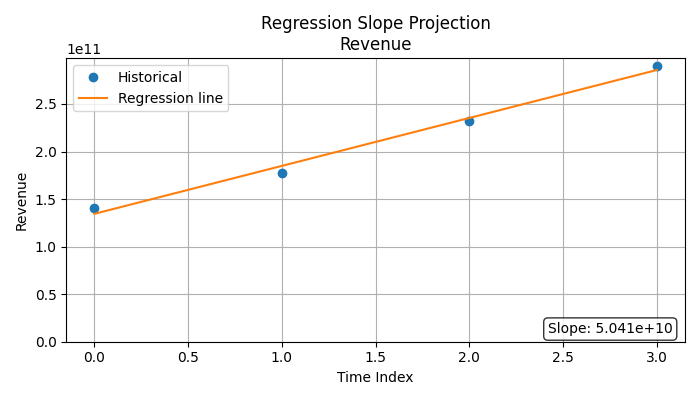 Regression Slope Projection
Revenue
1e11
Historical
Regression line
2.5
2.0
1.5
1.0
0.5
0.0
Revenue
Slope: 5.041e+10
0.0 0.5 1.0 1.5 2.0 2.5 3.0
Time Index